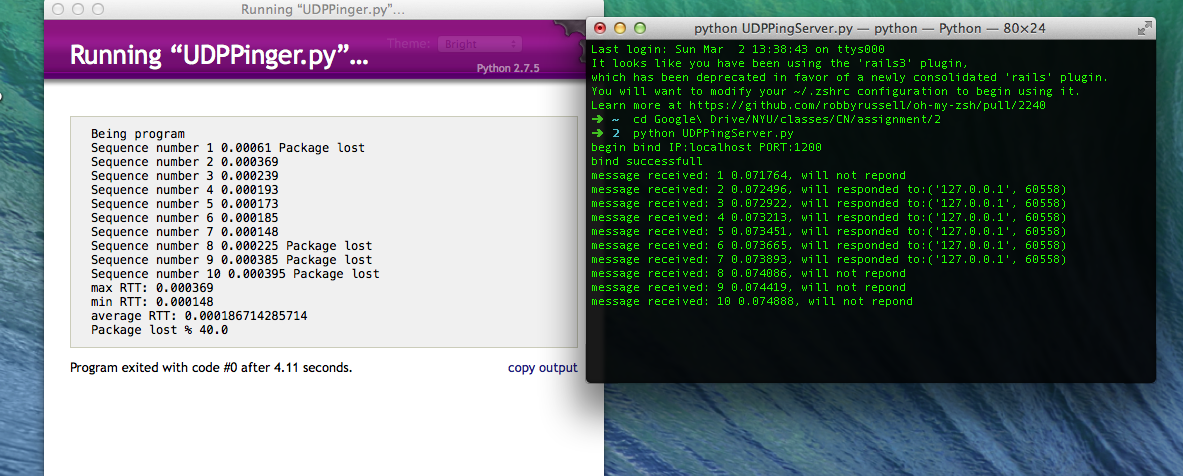 Running “UDPPinger.py”...
Running “UDPPinger.py”...
Theme: Bright
Python 2.7.5
Being program
Sequence number 1 0.00061 Package lost
Sequence number 2 0.000369
Sequence number 3 0.000239
Sequence number 4 0.000193
Sequence number 5 0.000173
Sequence number 6 0.000185
Sequence number 7 0.000148
Sequence number 8 0.000225 Package lost
Sequence number 9 0.000385 Package lost
Sequence number 10 0.000395 Package lost
max RTT: 0.000369
min RTT: 0.000148
average RTT: 0.000186714285714
Package lost % 40.0
Program exited with code #0 after 4.11 seconds.
copy output
python UDPPingServer.py — python — Python — 80×24
Last login: Sun Mar  2 13:38:43 on ttys000
It looks like you have been using the 'rails3' plugin,
which has been deprecated in favor of a newly consolidated 'rails' plugin.
You will want to modify your ~/.zshrc configuration to begin using it.
Learn more at https://github.com/robbyrussell/oh-my-zsh/pull/2240
➜  ~  cd Google\ Drive/NYU/classes/CN/assignment/2
➜  2  python UDPPingServer.py
begin bind IP:localhost PORT:1200
bind successfull
message received: 1 0.071764, will not repond
message received: 2 0.072496, will responded to:('127.0.0.1', 60558)
message received: 3 0.072922, will responded to:('127.0.0.1', 60558)
message received: 4 0.073213, will responded to:('127.0.0.1', 60558)
message received: 5 0.073451, will responded to:('127.0.0.1', 60558)
message received: 6 0.073665, will responded to:('127.0.0.1', 60558)
message received: 7 0.073893, will responded to:('127.0.0.1', 60558)
message received: 8 0.074086, will not repond
message received: 9 0.074419, will not repond
message received: 10 0.074888, will not repond